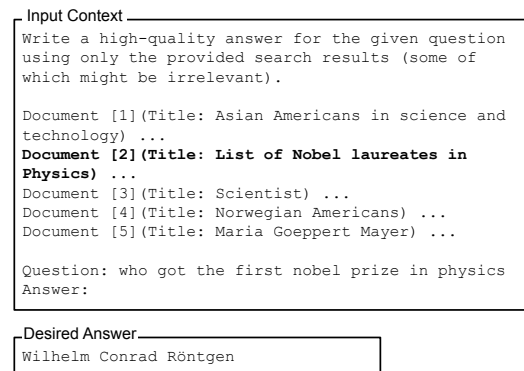 Input Context
Write a high-quality answer for the given question
using only the provided search results (some of
which might be irrelevant).
Document [1](Title: Asian Americans in science and
technology) ...
Document [2](Title: List of Nobel laureates in
Physics) ...
Document [3](Title: Scientist) ...
Document [4](Title: Norwegian Americans) ...
Document [5](Title: Maria Goeppert Mayer) ...
Question: who got the first nobel prize in physics
Answer:
Desired Answer
Wilhelm Conrad Röntgen